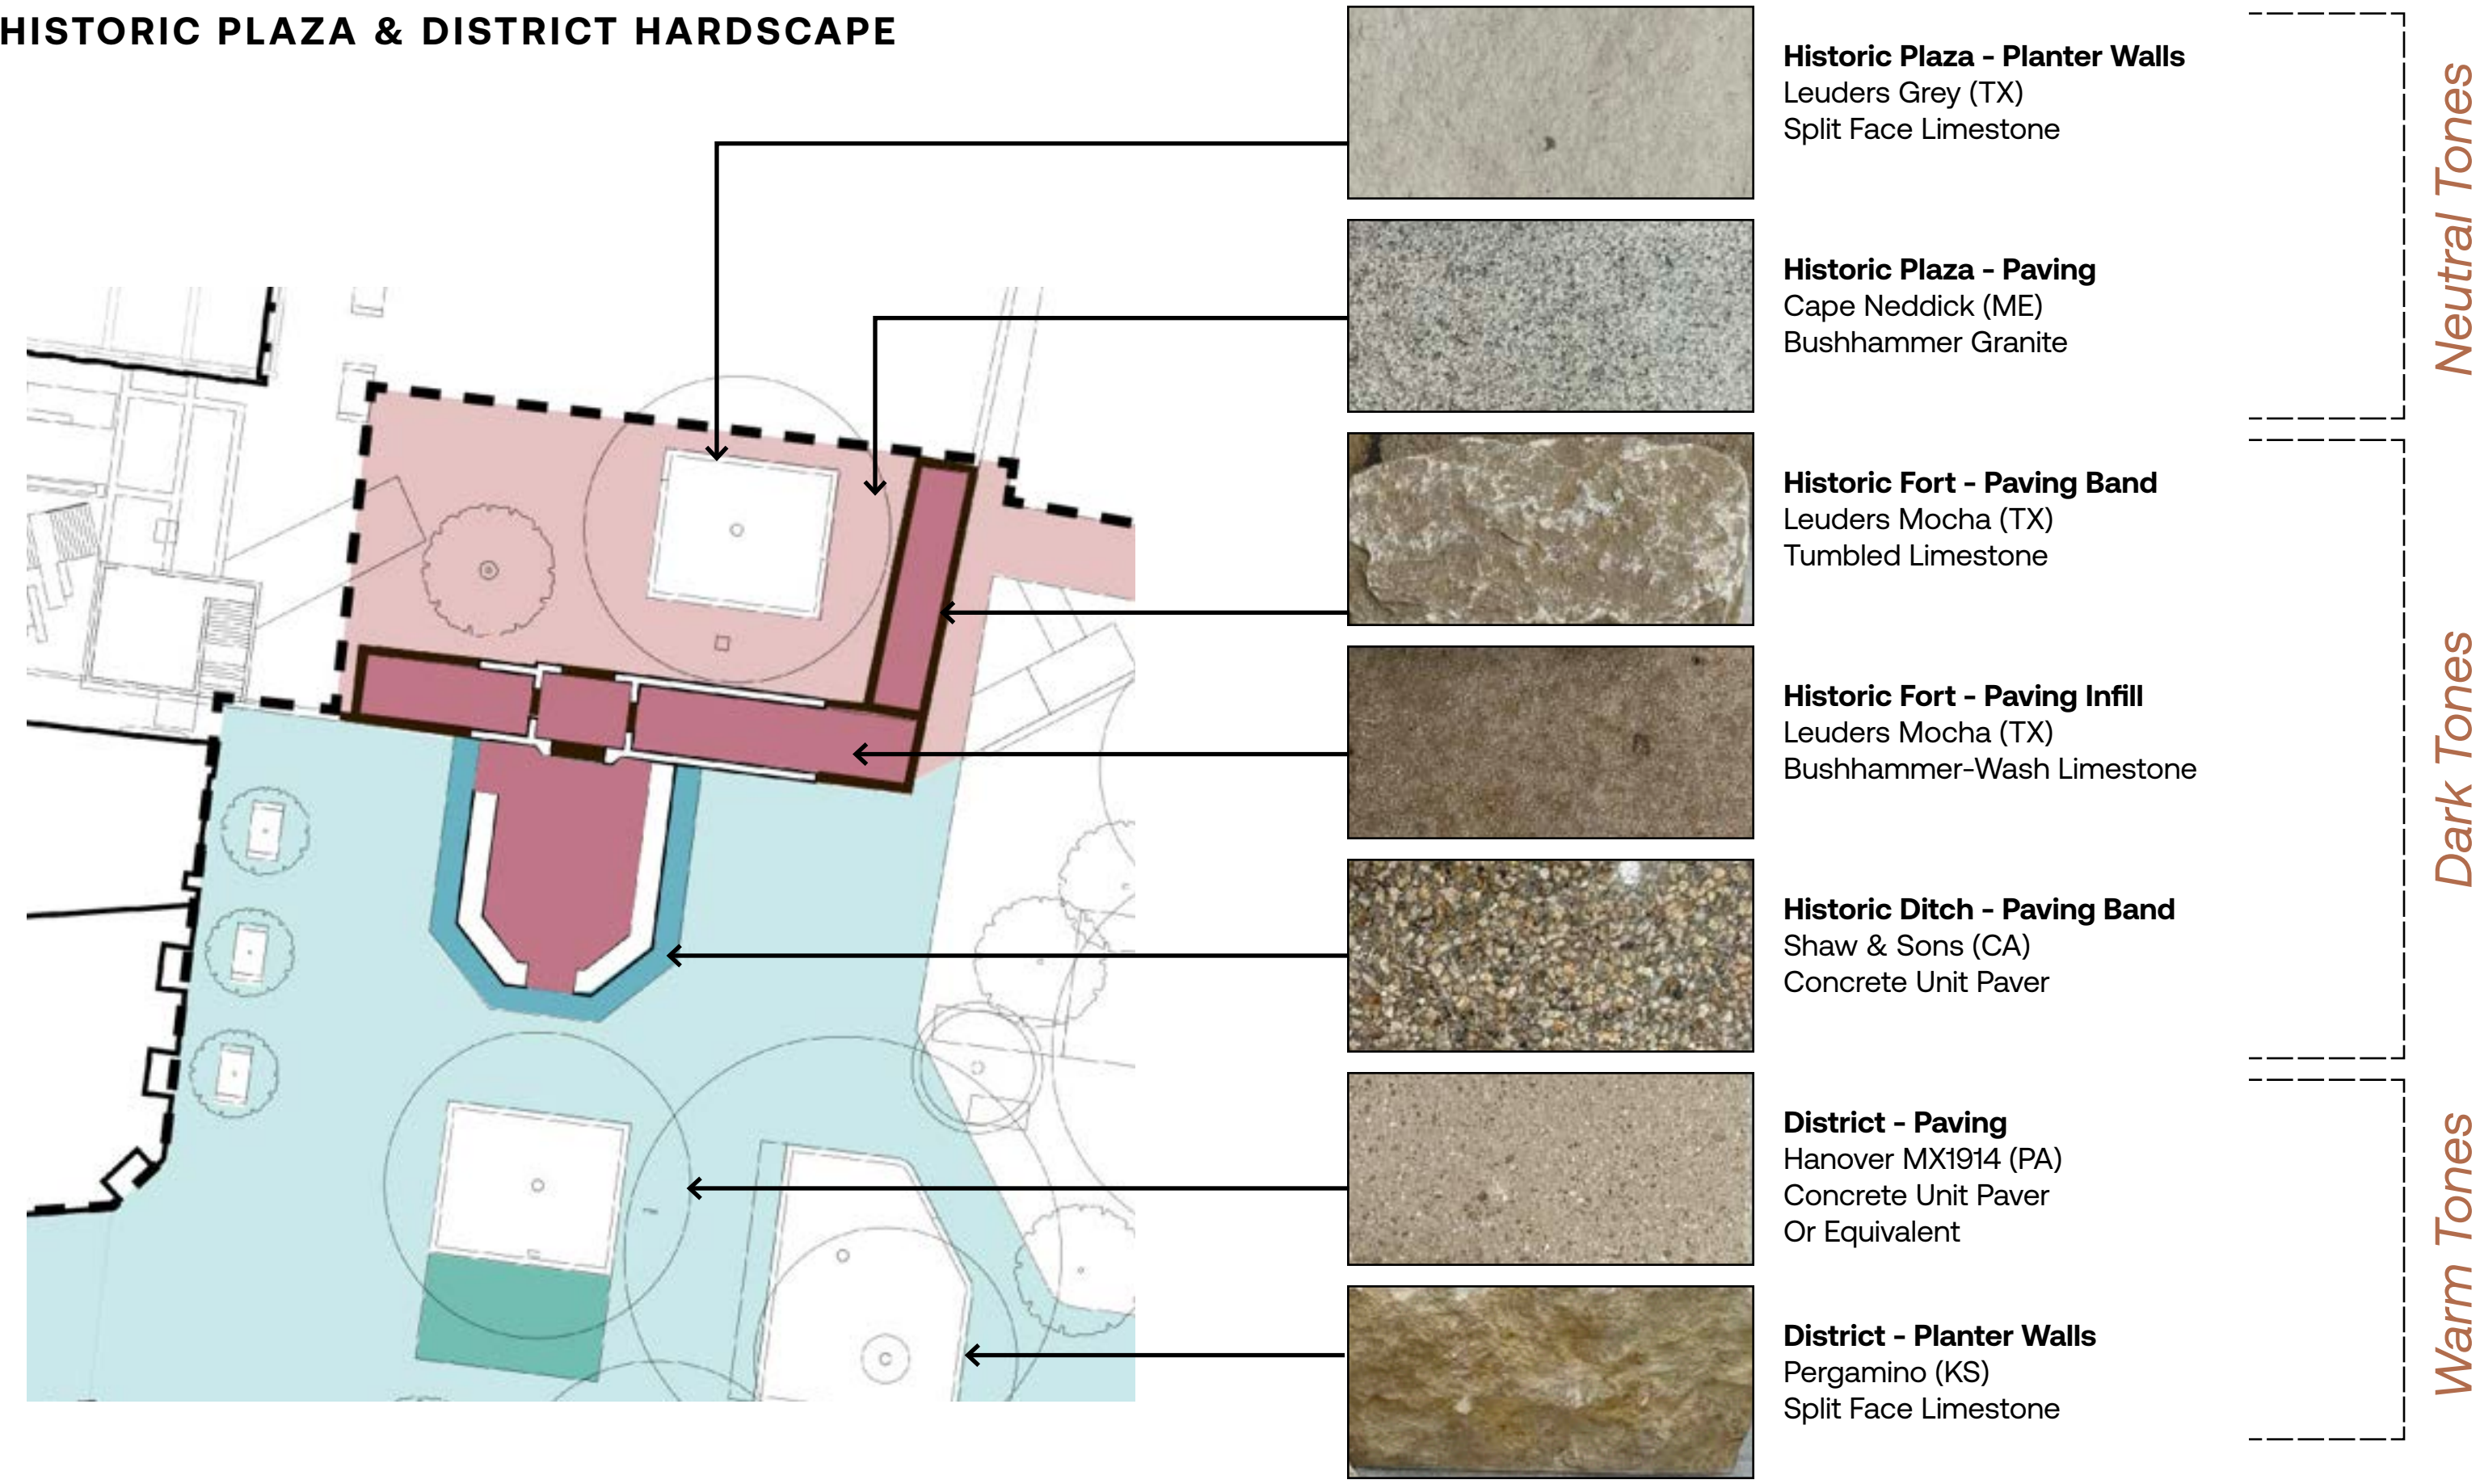 HISTORIC PLAZA & DISTRICT HARDSCAPE
Historic Plaza - Planter Walls
Leuders Grey (TX)
Split Face Limestone
Historic Plaza - Paving
Cape Neddick (ME)
Bushhammer Granite
Neutral Tones
Historic Fort - Paving Band
Leuders Mocha (TX)
Tumbled Limestone
Historic Fort - Paving Infill
Leuders Mocha (TX)
Bushhammer-Wash Limestone
Historic Ditch - Paving Band
Shaw & Sons (CA)
Concrete Unit Paver
Dark Tones
District - Paving
Hanover MX1914 (PA)
Concrete Unit Paver
Or Equivalent
District - Planter Walls
Pergamino (KS)
Split Face Limestone
Warm Tones